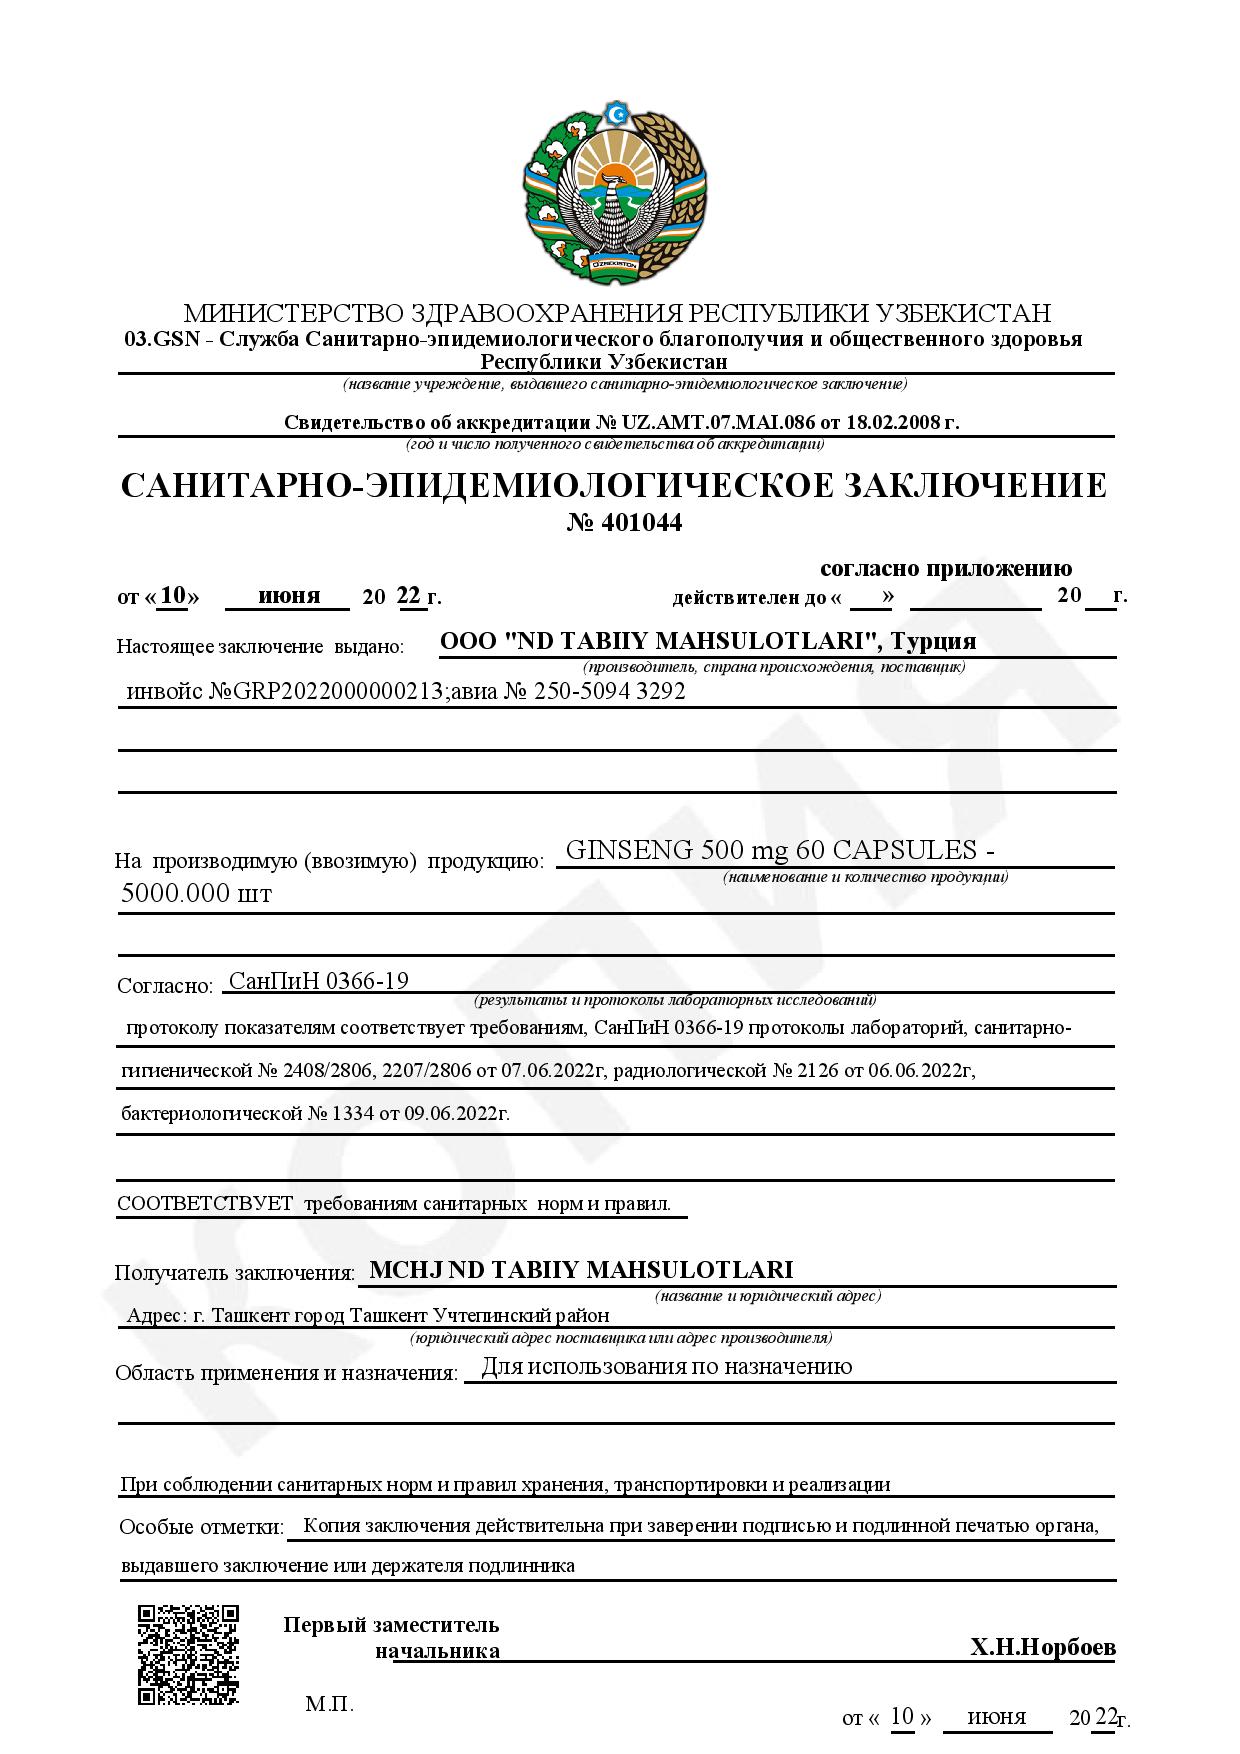 O'ZBEKISTON
МИНИСТЕРСТВО ЗДРАВООХРАНЕНИЯ РЕСПУБЛИКИ УЗБЕКИСТАН
03.GSN - Служба Санитарно-эпидемиологического благополучия и общественного здоровья
Республики Узбекистан
(название учреждение, выдавшего санитарно-эпидемиологическое заключение)
Свидетельство об аккредитации № UZ.AMT.07.MAI.086 от 18.02.2008 г.
(год и число полученного свидетельства об аккредитации)
САНИТАРНО-ЭПИДЕМИОЛОГИЧЕСКОЕ ЗАКЛЮЧЕНИЕ
№ 401044
согласно приложению
от « 10 » июня 20 22 г. действителен до « » 20 г.
Настоящее заключение выдано: ООО "ND TABIIY MAHSULOTLARI", Турция
(производитель, страна происхождения, поставщик)
инвойс №GRP2022000000213;авиа № 250-5094 3292
На производимую (ввозимую) продукцию: GINSENG 500 mg 60 CAPSULES -
(наименование и количество продукции)
5000.000 шт
Согласно: СанПиН 0366-19
(результаты и протоколы лабораторных исследований)
протоколу показателям соответствует требованиям, СанПиН 0366-19 протоколы лабораторий, санитарно-
гигиенической № 2408/2806, 2207/2806 от 07.06.2022г, радиологической № 2126 от 06.06.2022г,
бактериологической № 1334 от 09.06.2022г.
СООТВЕТСТВУЕТ требованиям санитарных норм и правил.
Получатель заключения: MCHJ ND TABIIY MAHSULOTLARI
(название и юридический адрес)
Адрес: г. Ташкент город Ташкент Учтепинский район
(юридический адрес поставщика или адрес производителя)
Область применения и назначения: Для использования по назначению
При соблюдении санитарных норм и правил хранения, транспортировки и реализации
Особые отметки: Копия заключения действительна при заверении подписью и подлинной печатью органа,
выдавшего заключение или держателя подлинника
Первый заместитель
начальника Х.Н.Норбоев
М.П.
от « 10 » июня 20 22г.
КОПИЯ